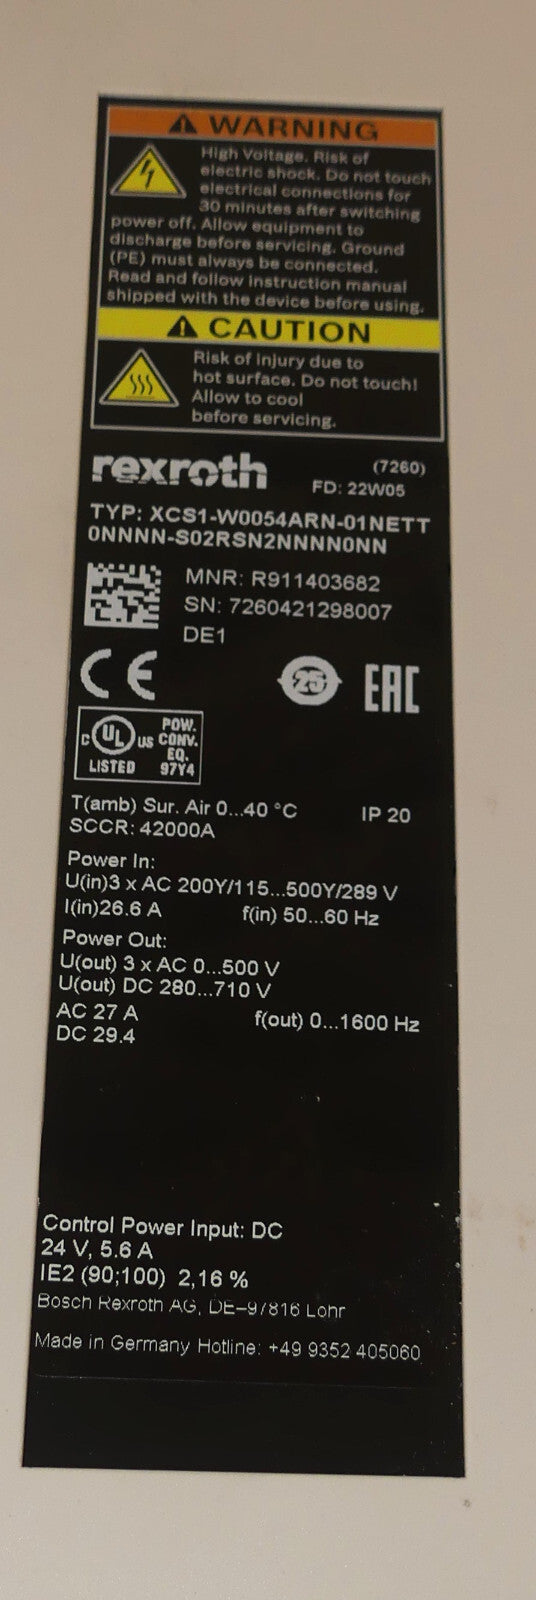 WARNING
High Voltage. Risk of
electric shock. Do not touch
electrical connections for
30 minutes after switching
power off. Allow equipment to
discharge before servicing. Ground
(PE) must always be connected.
Read and follow instruction manual
shipped with the device before using.
CAUTION
Risk of Injury due to
hot surface. Do not touch!
Allow to cool
before servicing.
rexroth (7260)
FD: 22W05
TYP: XCS1-W0054ARN-01NETT
0NNNN-S02RSN2NNNN0NN
MNR: R911403682
SN: 7260421298007
DE1
CE 25 EAC
C UL US LISTED
POW.
CONV.
EQ.
97Y4
T(amb) Sur. Air 0...40 °C IP 20
SCCR: 42000A
Power In:
U(in)3 x AC 200Y/115...500Y/289 V
I(in)26.6 A f(in) 50...60 Hz
Power Out:
U(out) 3 x AC 0...500 V
U(out) DC 280...710 V
AC 27 A f(out) 0...1600 Hz
DC 29.4
Control Power Input: DC
24 V, 5.6 A
IE2 (90;100) 2,16 %
Bosch Rexroth AG, DE-97816 Lohr
Made in Germany Hotline: +49 9352 405060